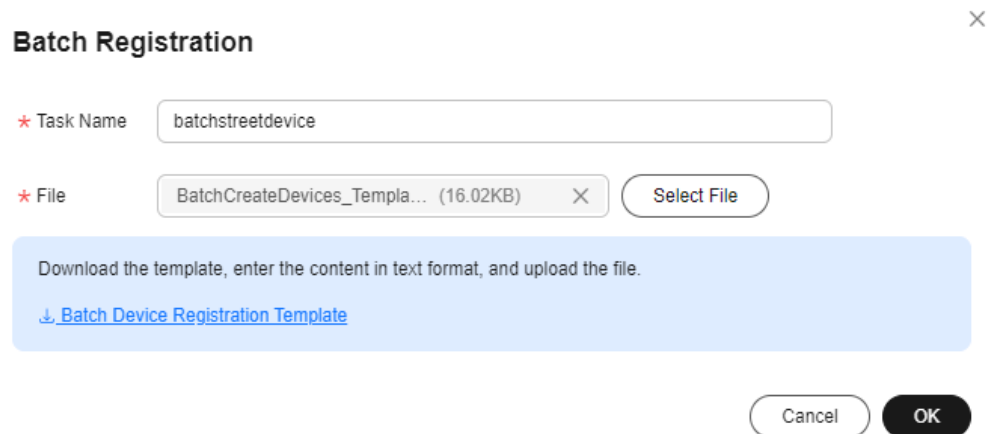 Batch Registration
* Task Name batchstreetdevice
* File BatchCreateDevices_Templa... (16.02KB) Select File
Download the template, enter the content in text format, and upload the file.
Batch Device Registration Template
Cancel OK